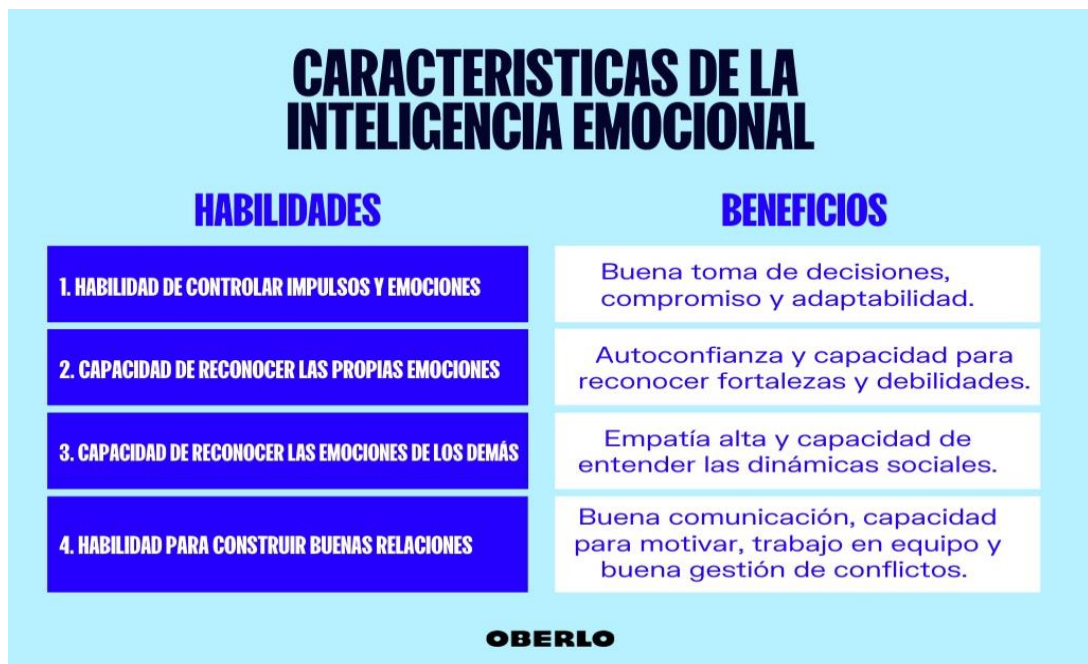 CARACTERISTICAS DE LA
INTELIGENCIA EMOCIONAL
HABILIDADES
BENEFICIOS
1. HABILIDAD DE CONTROLAR IMPULSOS Y EMOCIONES
Buena toma de decisiones,
compromiso y adaptabilidad.
2. CAPACIDAD DE RECONOCER LAS PROPIAS EMOCIONES
Autoconfianza y capacidad para
reconocer fortalezas y debilidades.
3. CAPACIDAD DE RECONOCER LAS EMOCIONES DE LOS DEMÁS
Empatía alta y capacidad de
entender las dinámicas sociales.
4. HABILIDAD PARA CONSTRUIR BUENAS RELACIONES
Buena comunicación, capacidad
para motivar, trabajo en equipo y
buena gestión de conflictos.
OBERLO